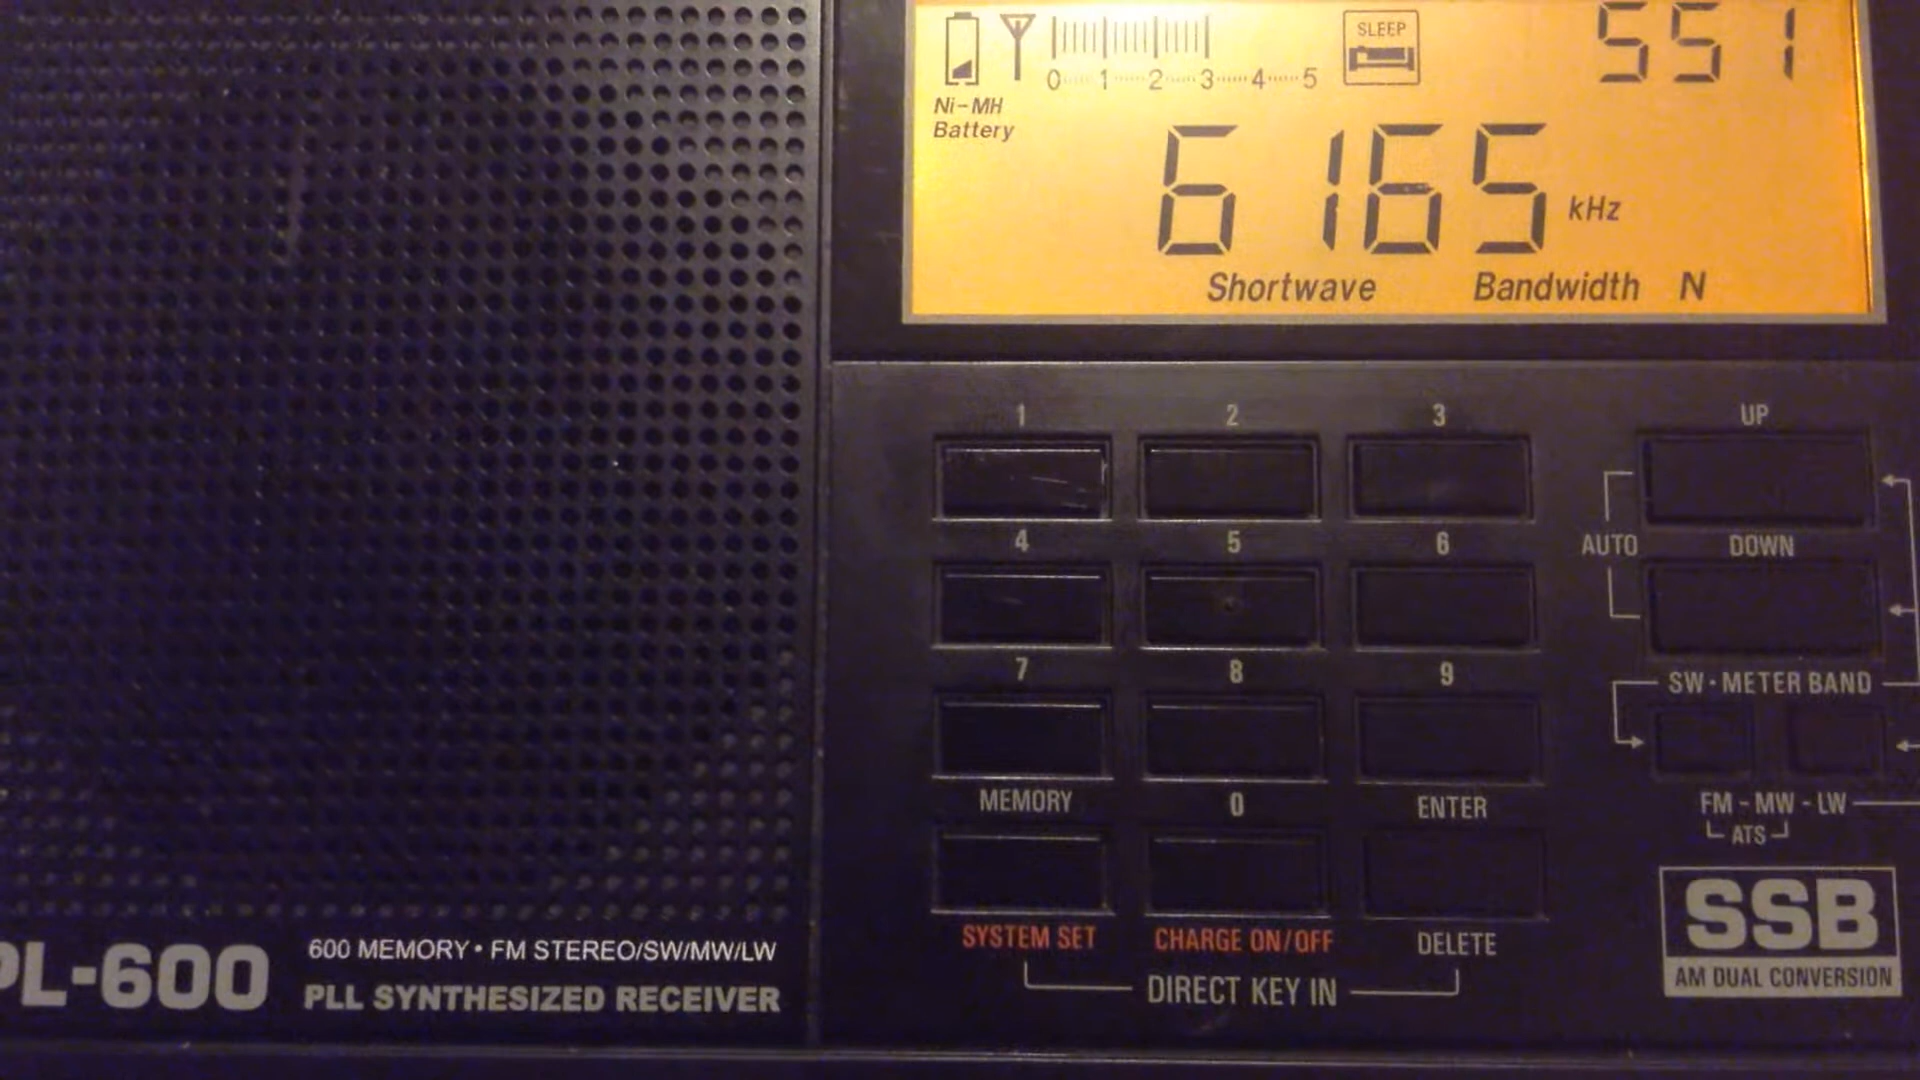 SLEEP
551
0 1 2 3 4 5
Ni-MH
Battery
6165 kHz
Shortwave Bandwidth N
1 2 3 UP
4 5 6 AUTO DOWN
7 8 9 SW·METER BAND
MEMORY 0 ENTER FM - MW - LW
ATS
SYSTEM SET CHARGE ON/OFF DELETE
DIRECT KEY IN
SSB
AM DUAL CONVERSION
PL-600
600 MEMORY • FM STEREO/SW/MW/LW
PLL SYNTHESIZED RECEIVER